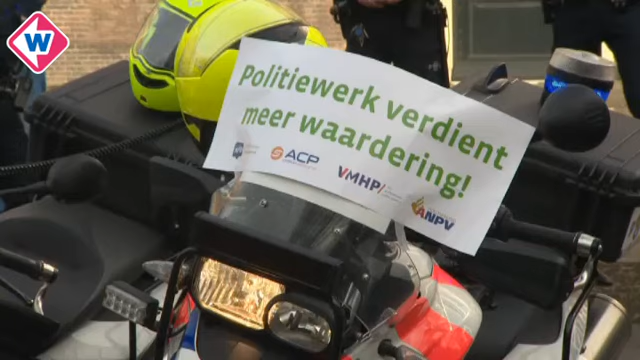 W
Politiewerk verdient
meer waardering!
ACP
VMHP
ANPV